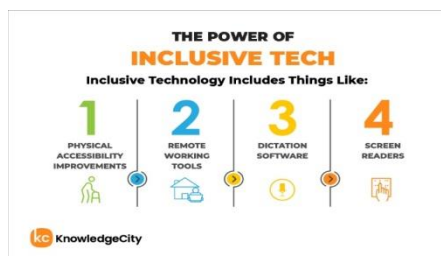 THE POWER OF
INCLUSIVE TECH
Inclusive Technology Includes Things Like:
1
PHYSICAL
ACCESSIBILITY
IMPROVEMENTS
2
REMOTE
WORKING
TOOLS
3
DICTATION
SOFTWARE
4
SCREEN
READERS
kc KnowledgeCity